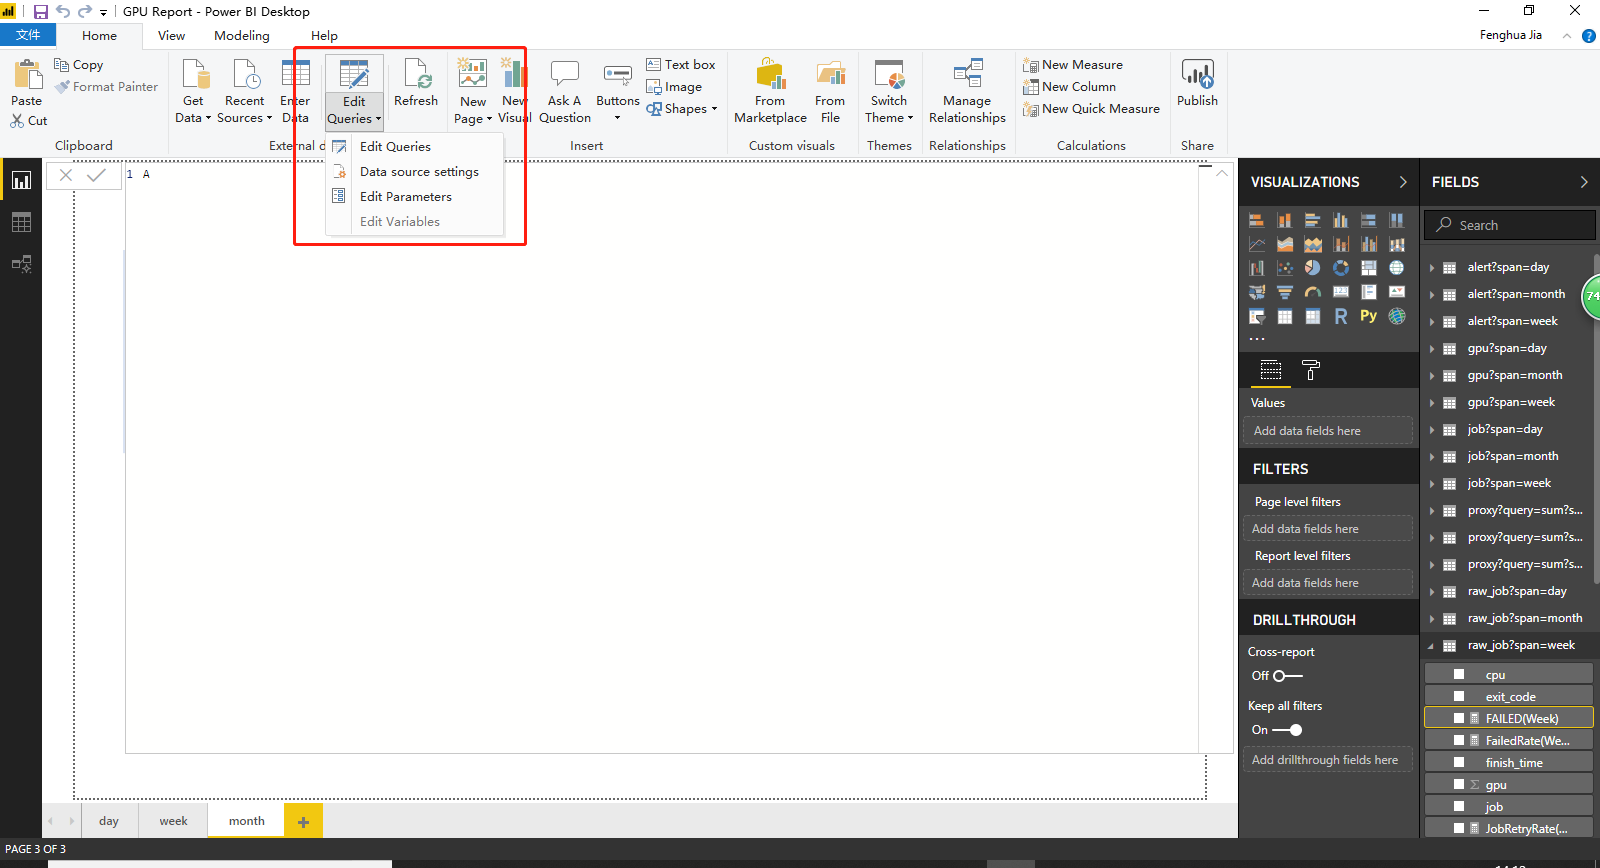 GPU Report - Power BI Desktop
文件
Home
View
Modeling
Help
Fenghua Jia
Paste
Copy
Format Painter
Cut
Clipboard
Get
Data
Recent
Sources
Enter
Data
Edit
Queries
Refresh
External d
New
Page
New
Visual
Ask A
Question
Buttons
Text box
Image
Shapes
Insert
From
Marketplace
From
File
Custom visuals
Switch
Theme
Themes
Manage
Relationships
Relationships
New Measure
New Column
New Quick Measure
Calculations
Publish
Share
Edit Queries
Data source settings
Edit Parameters
Edit Variables
1 A
VISUALIZATIONS
R
Py
123
...
Values
Add data fields here
FILTERS
Page level filters
Add data fields here
Report level filters
Add data fields here
DRILLTHROUGH
Cross-report
Off
Keep all filters
On
Add drillthrough fields here
FIELDS
Search
alert?span=day
alert?span=month
alert?span=week
gpu?span=day
gpu?span=month
gpu?span=week
job?span=day
job?span=month
job?span=week
proxy?query=sum?s...
proxy?query=sum?s...
proxy?query=sum?s...
raw_job?span=day
raw_job?span=month
raw_job?span=week
cpu
exit_code
FAILED(Week)
FailedRate(We...
finish_time
Σ gpu
job
JobRetryRate(...
74
day
week
month
PAGE 3 OF 3